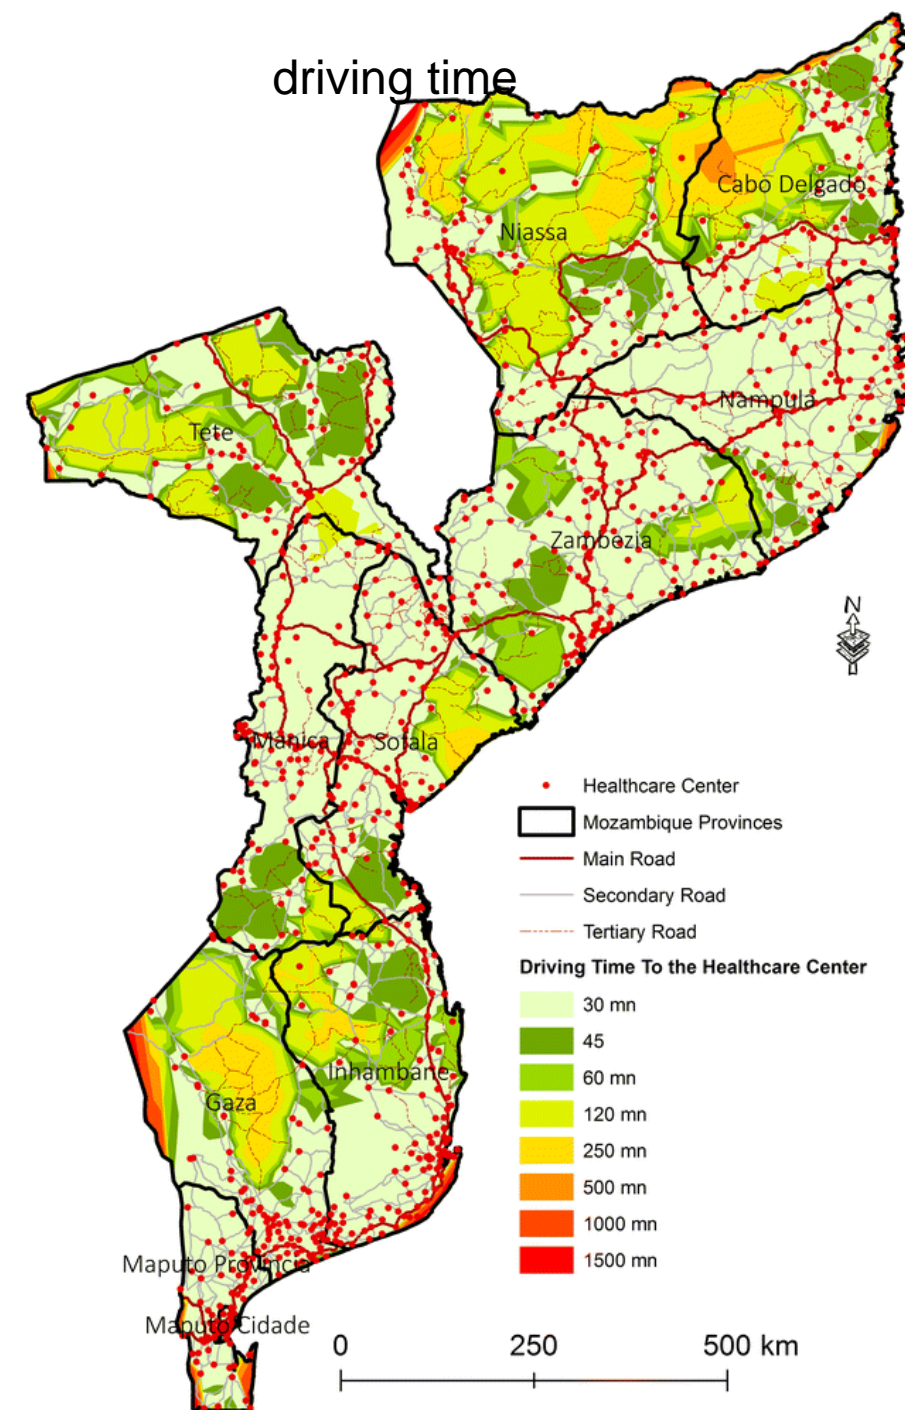 driving time
Cabo Delgado
Niassa
Nampula
Tete
Zambezia
N
Manica
Sofala
Healthcare Center
Mozambique Provinces
Main Road
Secondary Road
Tertiary Road
Driving Time To the Healthcare Center
30 mn
45
60 mn
120 mn
250 mn
500 mn
1000 mn
1500 mn
Inhambane
Gaza
Maputo Provincia
Maputo Cidade
0 250 500 km